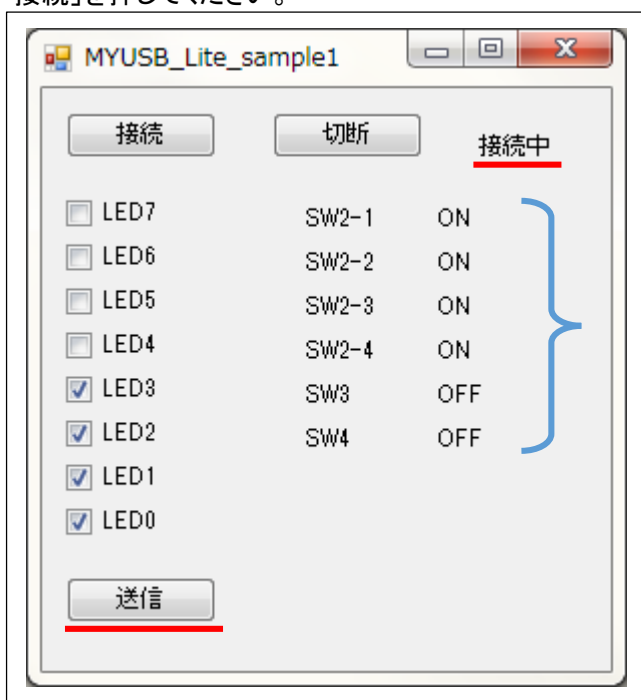 接続」を押してください。
MYUSB_Lite_sample1
接続 切断 接続中
LED7 SW2-1 ON
LED6 SW2-2 ON
LED5 SW2-3 ON
LED4 SW2-4 ON
LED3 SW3 OFF
LED2 SW4 OFF
LED1
LED0
送信